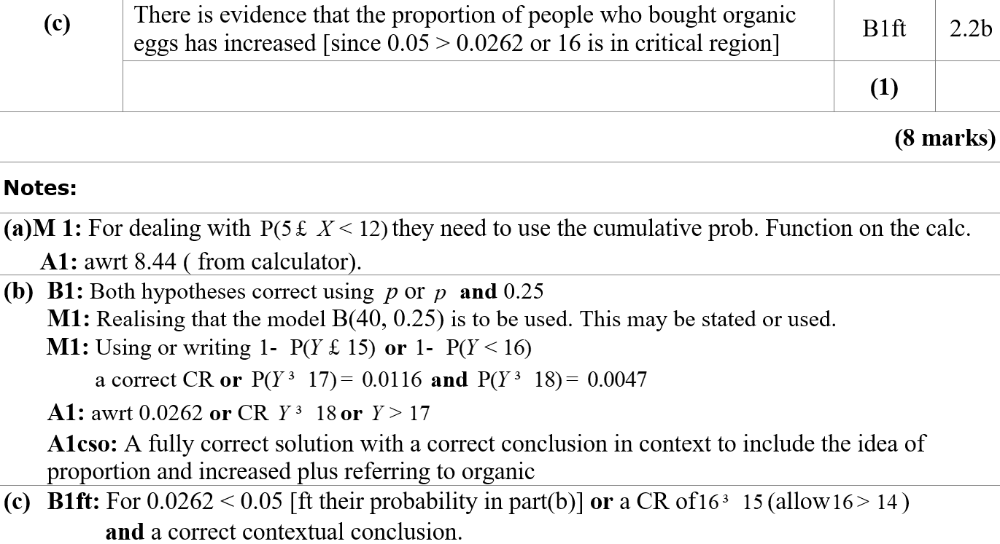 (c) There is evidence that the proportion of people who bought organic
eggs has increased [since 0.05 > 0.0262 or 16 is in critical region] B1ft 2.2b
(1)
(8 marks)
Notes:
(a)M 1: For dealing with P(5 £ X < 12) they need to use the cumulative prob. Function on the calc.
A1: awrt 8.44 ( from calculator).
(b) B1: Both hypotheses correct using p or p and 0.25
M1: Realising that the model B(40, 0.25) is to be used. This may be stated or used.
M1: Using or writing 1- P(Y £ 15) or 1- P(Y < 16)
a correct CR or P(Y ³ 17) = 0.0116 and P(Y ³ 18) = 0.0047
A1: awrt 0.0262 or CR Y ³ 18 or Y > 17
A1cso: A fully correct solution with a correct conclusion in context to include the idea of
proportion and increased plus referring to organic
(c) B1ft: For 0.0262 < 0.05 [ft their probability in part(b)] or a CR of 16 ³ 15 (allow 16 > 14 )
and a correct contextual conclusion.